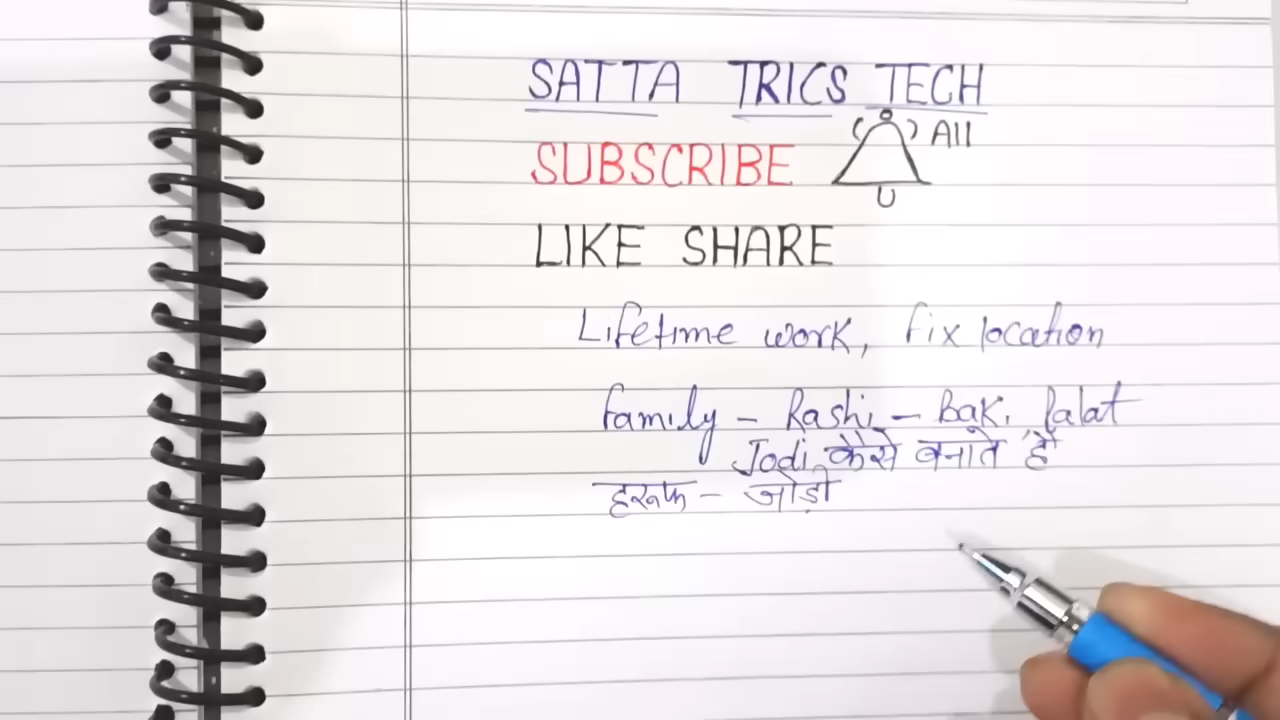 SATTA TRICS TECH
SUBSCRIBE All
LIKE SHARE
Lifetime work, fix location
family - Rashi - Bak, Palat
Jodi कैसे बनाते है
हरूफ - जोड़ी